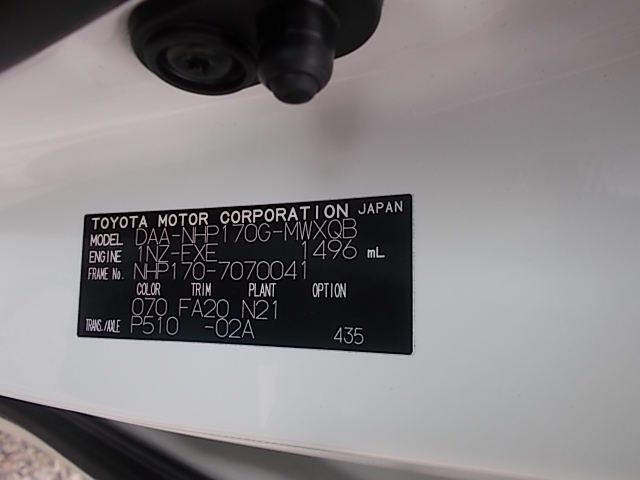 TOYOTA MOTOR CORPORATION JAPAN
MODEL DAA-NHP170G-MWXQB
ENGINE 1NZ-FXE 1496 mL
FRAME No. NHP170-7070041
COLOR TRIM PLANT OPTION
070 FA20 N21
TRANS./AXLE P510 -02A 435